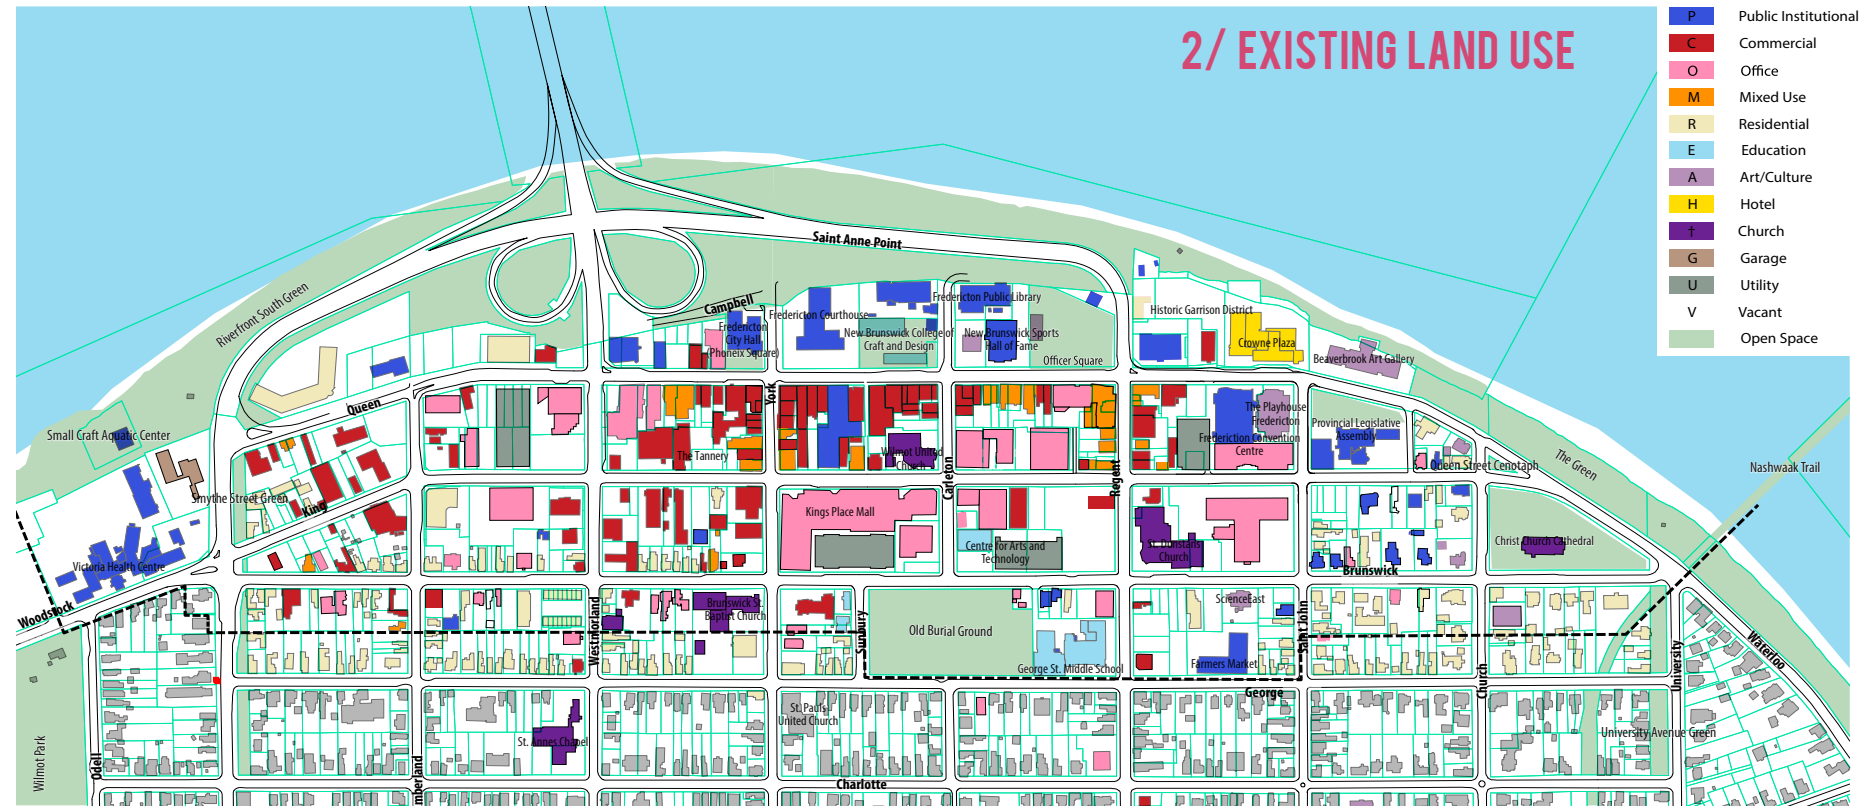 2/ EXISTING LAND USE
P Public Institutional
C Commercial
O Office
M Mixed Use
R Residential
E Education
A Art/Culture
H Hotel
† Church
G Garage
U Utility
V Vacant
Open Space
Saint Anne Point
Riverfront South Green
Campbell
Fredericton
City Hall
(Phoneix Square)
Fredericton Courthouse
New Brunswick College of
Craft and Design
Fredericton Public Library
New Brunswick Sports
Hall of Fame
Officer Square
Historic Garrison District
Crowne Plaza
Beaverbrook Art Gallery
Queen
York
Small Craft Aquatic Center
The Tannery
Wilmot United
Church
Carleton
Regent
The Playhouse
Fredericton
Frederiction Convention
Centre
Provincial Legislative
Assembly
Queen Street Cenotaph
The Green
Nashwaak Trail
Smythe Street Green
King
Kings Place Mall
Centre for Arts and
Technology
St. Dunstans
Church
Christ Church Cathedral
Victoria Health Centre
Brunswick
Woodstock
Westmorland
Brunswick St.
Baptist Church
Sunbury
Old Burial Ground
George St. Middle School
ScienceEast
Farmers Market
Saint John
Church
University
Waterloo
George
St. Pauls
United Church
St. Annes Chapel
University Avenue Green
Wilmot Park
Odell
mberland
Charlotte